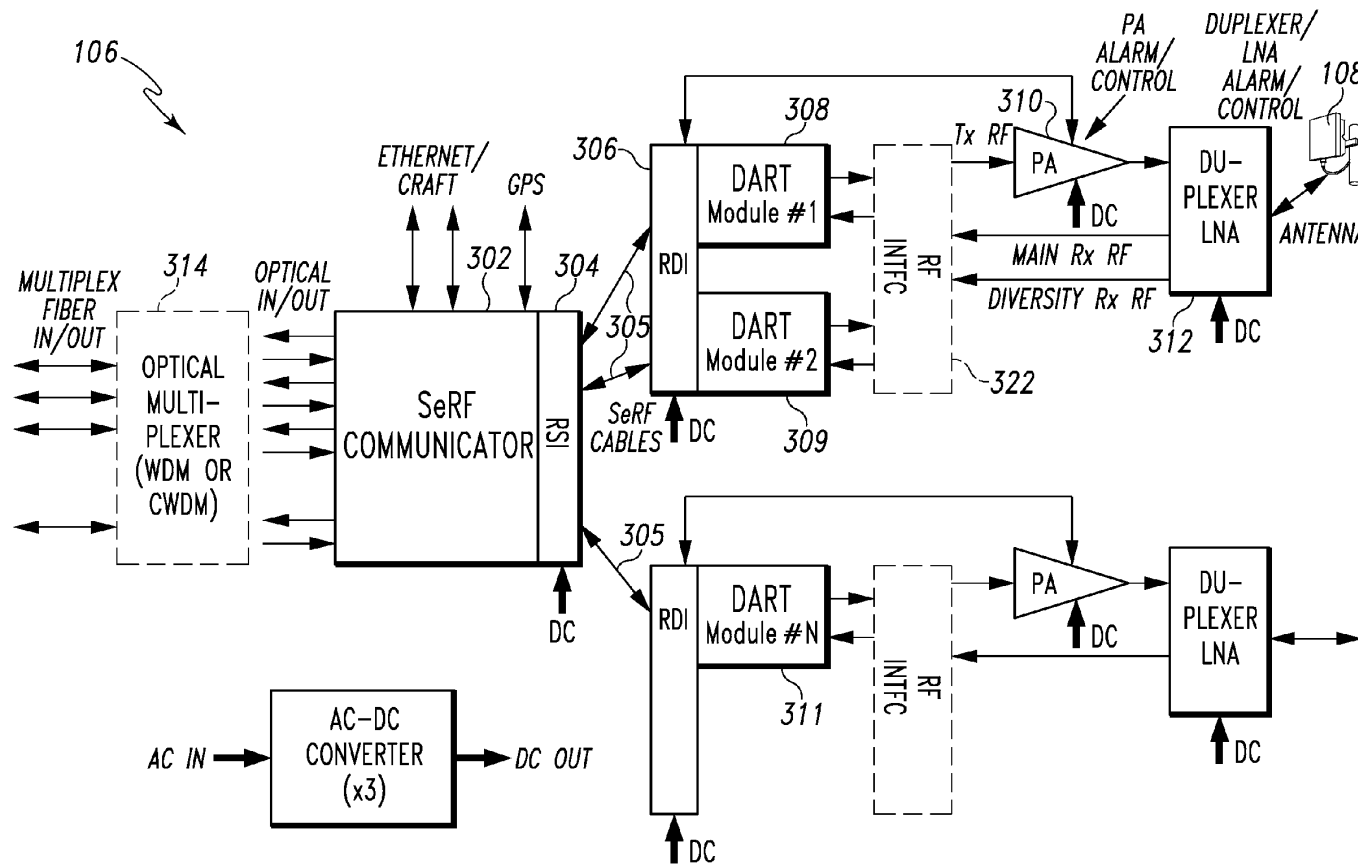 106
PA
ALARM/
CONTROL
DUPLEXER/
LNA
ALARM/
CONTROL
108
310
Tx RF
PA
DC
DU-
PLEXER
LNA
ANTENNA
MAIN Rx RF
DIVERSITY Rx RF
312
DC
308
306
DART
Module #1
RDI
DART
Module #2
309
DC
RF
INTFC
322
ETHERNET/
CRAFT
GPS
302
304
305
305
SeRF
CABLES
MULTIPLEX
FIBER
IN/OUT
314
OPTICAL
IN/OUT
OPTICAL
MULTI-
PLEXER
(WDM OR
CWDM)
SeRF
COMMUNICATOR
RSI
DC
305
RDI
DART
Module #N
311
DC
RF
INTFC
PA
DC
DU-
PLEXER
LNA
DC
AC IN
AC-DC
CONVERTER
(x3)
DC OUT